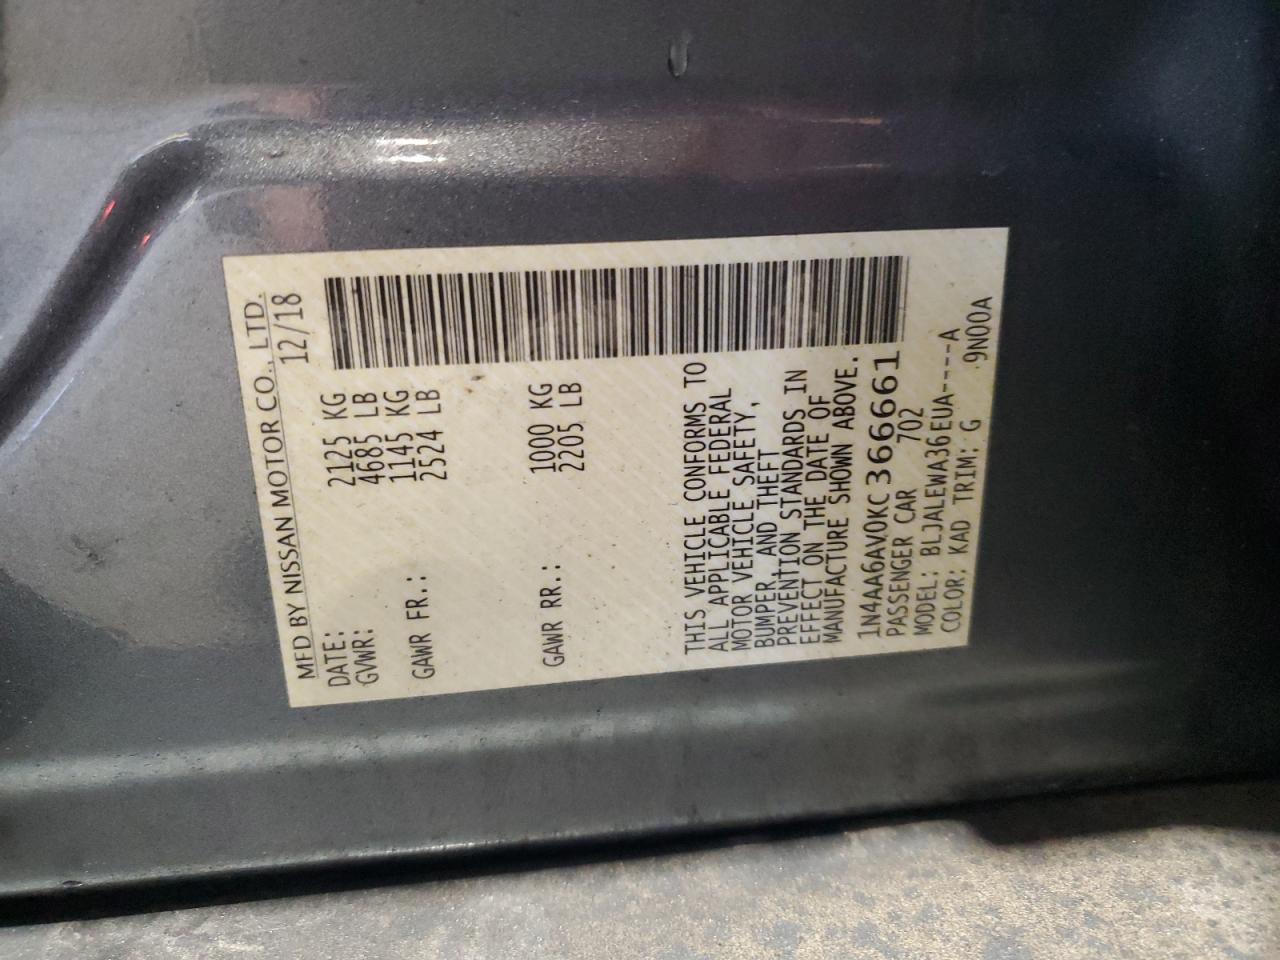 MFD BY NISSAN MOTOR CO., LTD.
DATE: 12/18
GVWR: 2125 KG
4685 LB
GAWR FR.: 1145 KG
2524 LB
GAWR RR.: 1000 KG
2205 LB
THIS VEHICLE CONFORMS TO
ALL APPLICABLE FEDERAL
MOTOR VEHICLE SAFETY,
BUMPER, AND THEFT
PREVENTION STANDARDS IN
EFFECT ON THE DATE OF
MANUFACTURE SHOWN ABOVE.
1N4AA6AV0KC366661
PASSENGER CAR 702
MODEL: BLJALEWA36EUA-----A
COLOR: KAD TRIM: G 9N00A